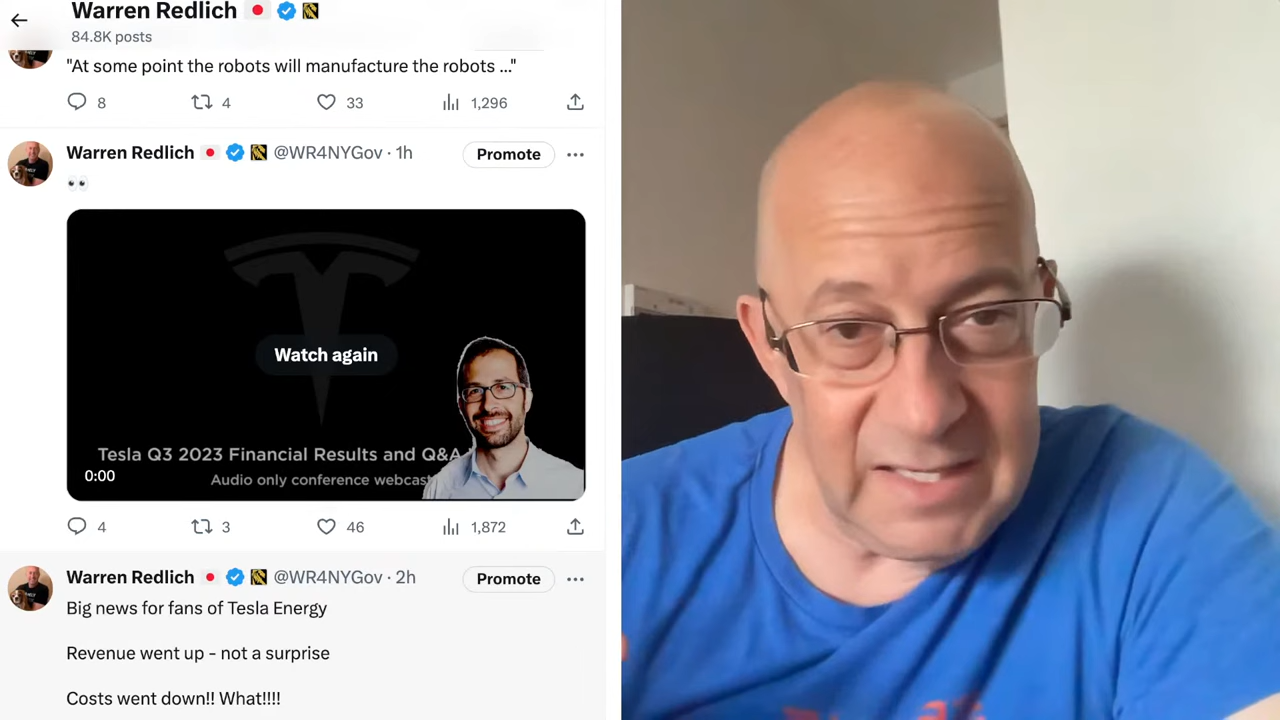 Warren Redlich
84.8K posts
"At some point the robots will manufacture the robots ..."
8 4 33 1,296
Warren Redlich @WR4NYGov · 1h Promote
👀
Watch again
Tesla Q3 2023 Financial Results and Q&A
0:00
Audio only conference webcast
4 3 46 1,872
Warren Redlich @WR4NYGov · 2h Promote
Big news for fans of Tesla Energy
Revenue went up - not a surprise
Costs went down!! What!!!!